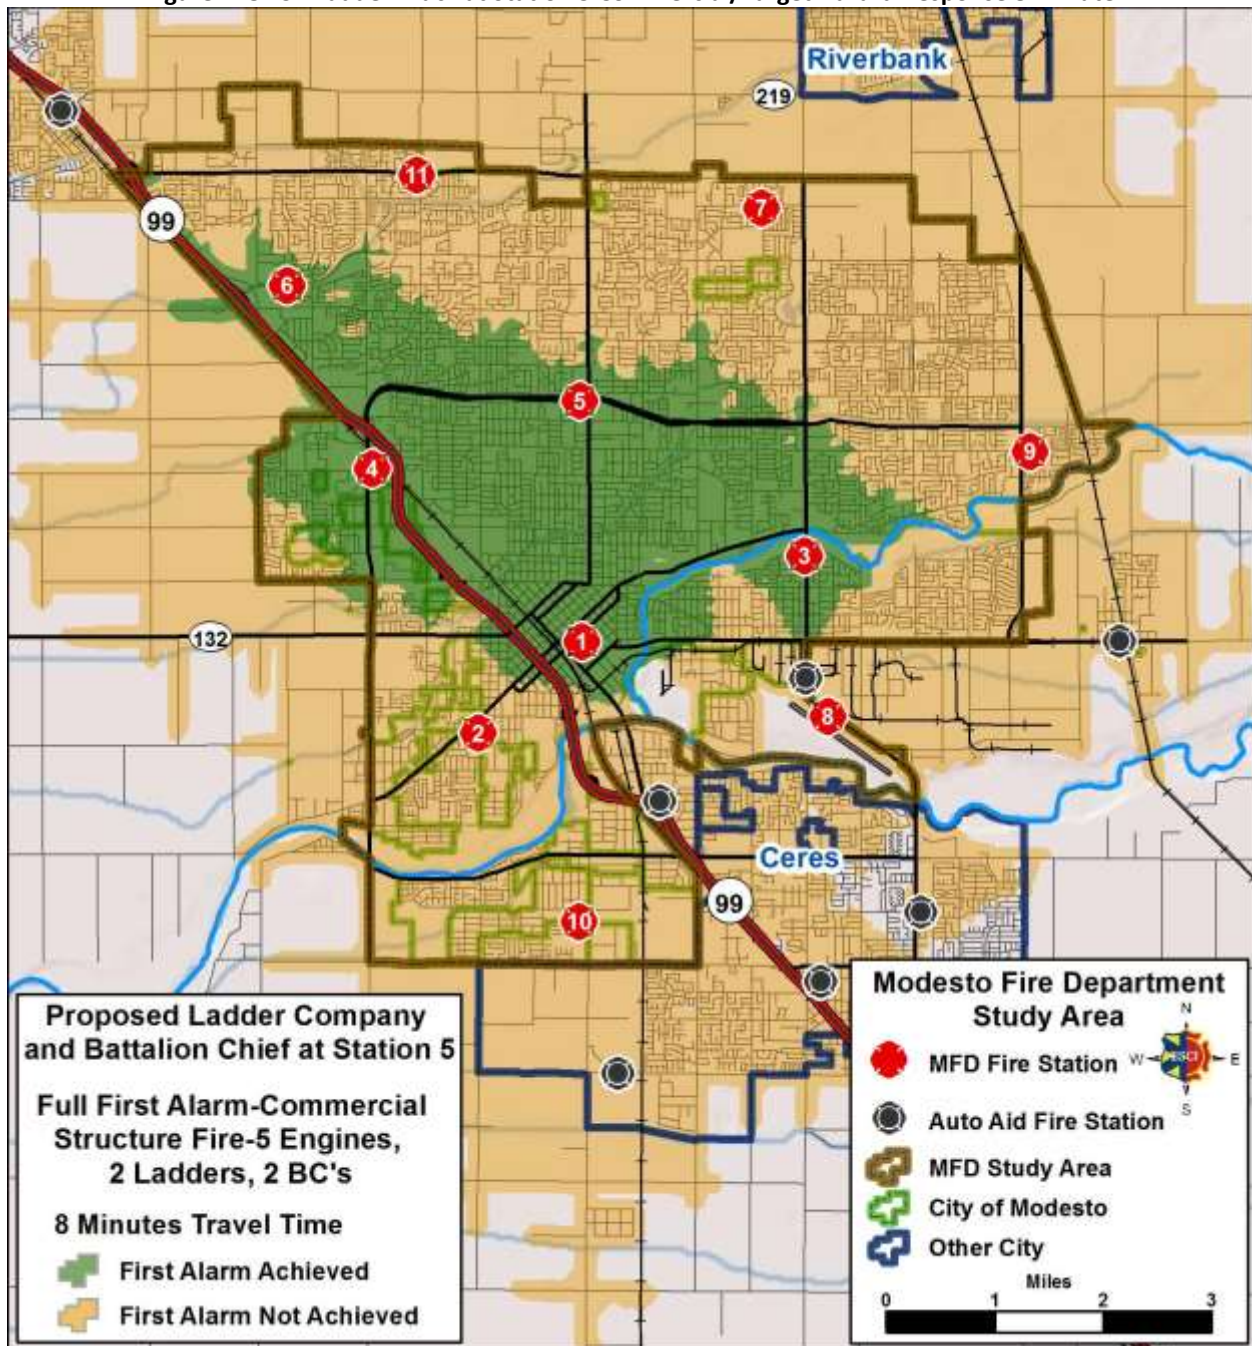 Riverbank
219
11
7
99
6
5
4
9
3
132
1
2
8
Ceres
99
10
Proposed Ladder Company
and Battalion Chief at Station 5
Full First Alarm-Commercial
Structure Fire-5 Engines,
2 Ladders, 2 BC's
8 Minutes Travel Time
First Alarm Achieved
First Alarm Not Achieved
Modesto Fire Department
Study Area
N
W
E
S
MFD Fire Station
Auto Aid Fire Station
MFD Study Area
City of Modesto
Other City
Miles
0 1 2 3